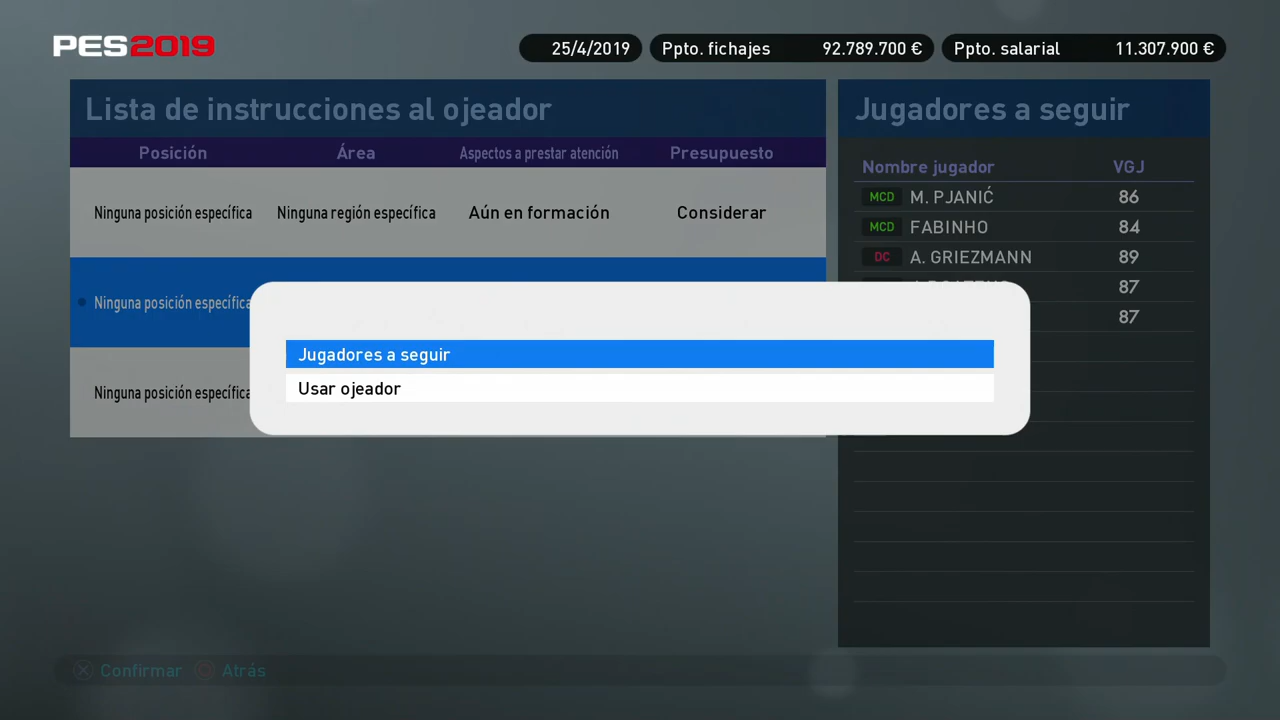 PES2019
25/4/2019 Ppto. fichajes 92.789.700 € Ppto. salarial 11.307.900 €
Lista de instrucciones al ojeador
Posición Área Aspectos a prestar atención Presupuesto
Ninguna posición específica Ninguna región específica Aún en formación Considerar
Ninguna posición específica
Ninguna posición específica
Jugadores a seguir
Nombre jugador VGJ
MCD M. PJANIĆ 86
MCD FABINHO 84
DC A. GRIEZMANN 89
87
87
Jugadores a seguir
Usar ojeador
Confirmar Atrás